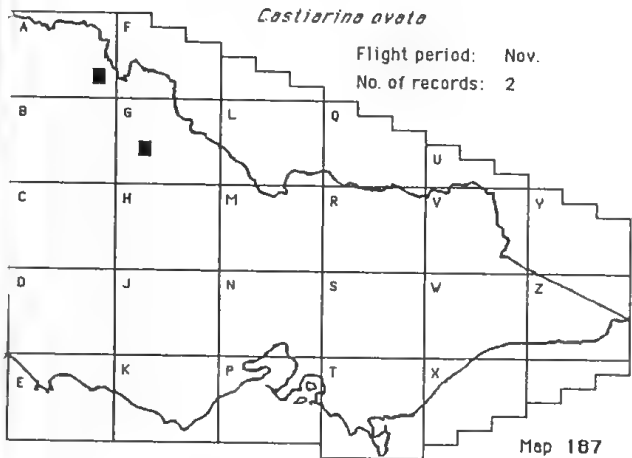 Castiarina ovata
Flight period: Nov.
No. of records: 2
A F
B G L Q
U
C H M R V Y
D J N S W Z
E K P T X
Map 187